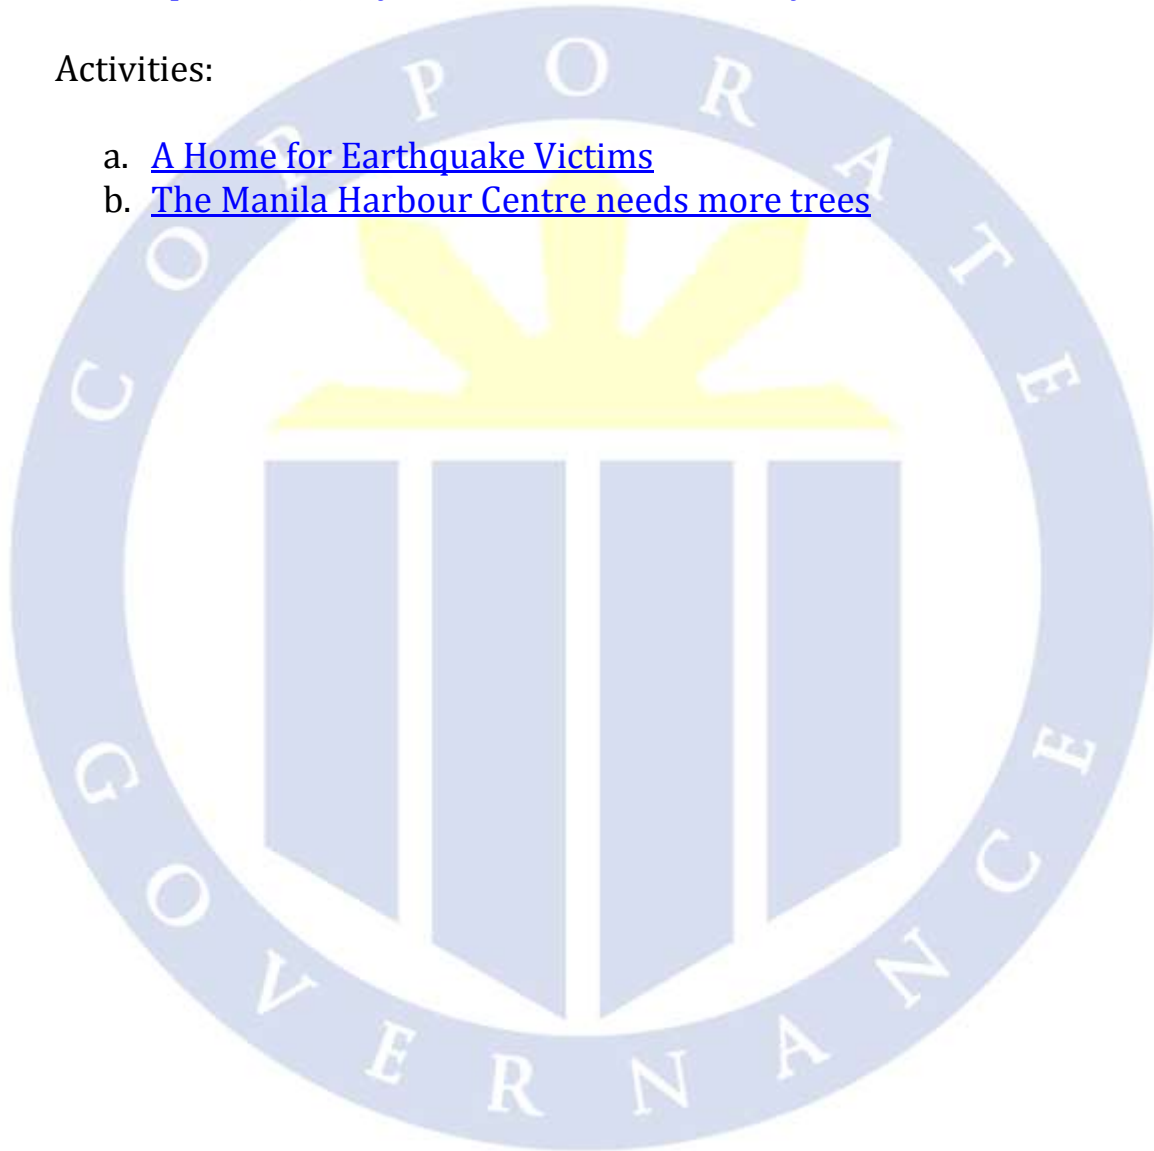 Activities:
a. A Home for Earthquake Victims
b. The Manila Harbour Centre needs more trees
CORPORATE
GOVERNANCE